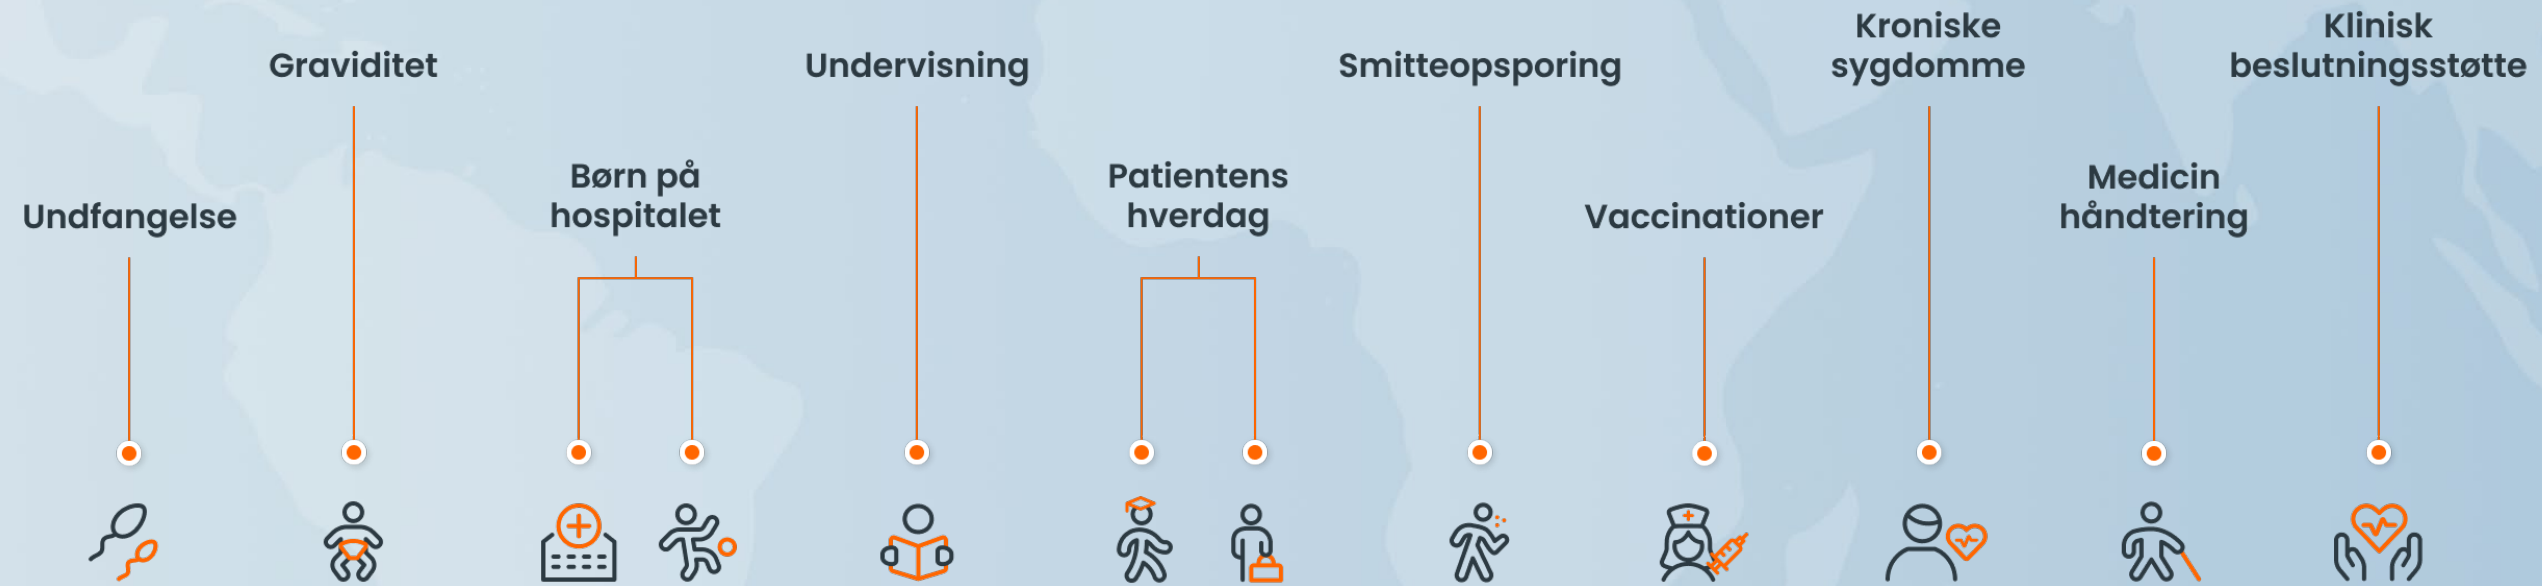 Undfangelse
Graviditet
Børn på
hospitalet
Undervisning
Patientens
hverdag
Smitteopsporing
Vaccinationer
Kroniske
sygdomme
Medicin
håndtering
Klinisk
beslutningsstøtte